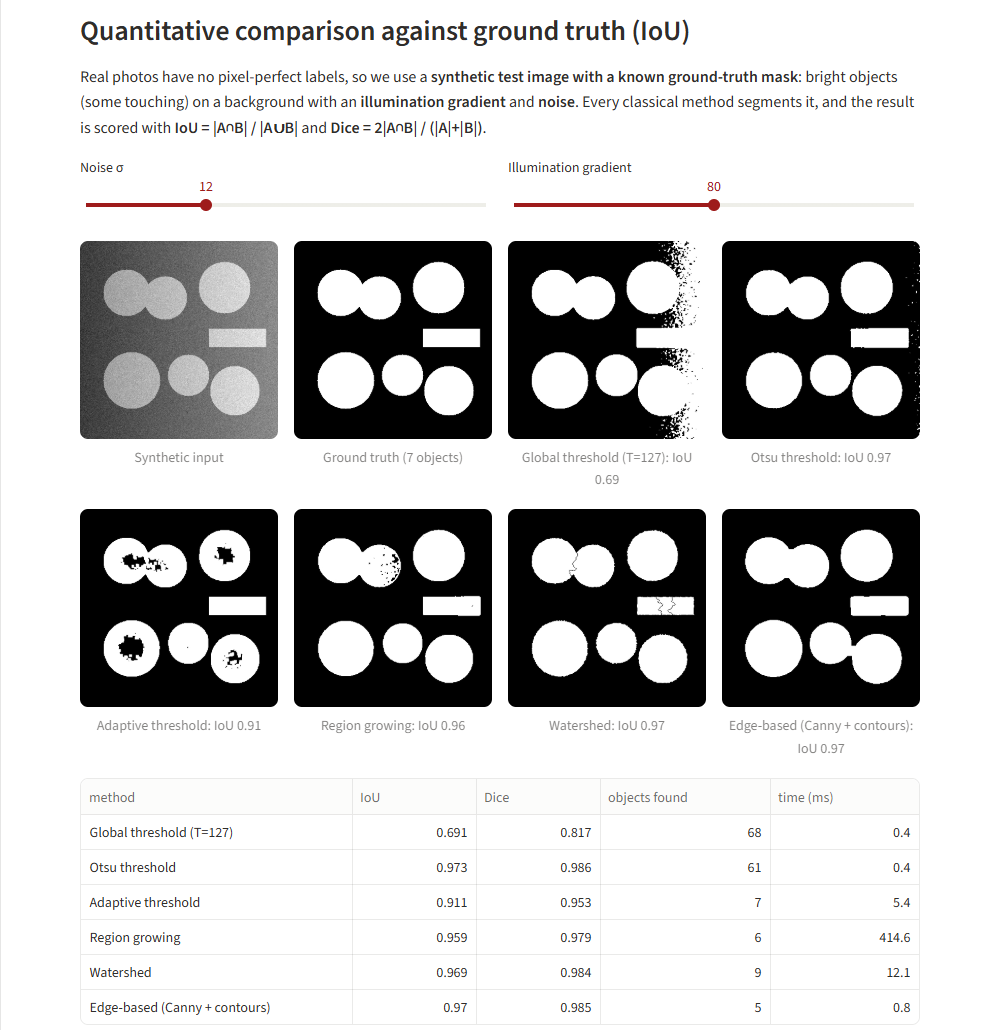 Quantitative comparison against ground truth (IoU)
Real photos have no pixel-perfect labels, so we use a synthetic test image with a known ground-truth mask: bright objects
(some touching) on a background with an illumination gradient and noise. Every classical method segments it, and the result
is scored with IoU = |A∩B| / |A∪B| and Dice = 2|A∩B| / (|A|+|B|).
Noise σ
Illumination gradient
12
80
Synthetic input
Ground truth (7 objects)
Global threshold (T=127): IoU
0.69
Otsu threshold: IoU 0.97
Adaptive threshold: IoU 0.91
Region growing: IoU 0.96
Watershed: IoU 0.97
Edge-based (Canny + contours):
IoU 0.97
method IoU Dice objects found time (ms)
Global threshold (T=127) 0.691 0.817 68 0.4
Otsu threshold 0.973 0.986 61 0.4
Adaptive threshold 0.911 0.953 7 5.4
Region growing 0.959 0.979 6 414.6
Watershed 0.969 0.984 9 12.1
Edge-based (Canny + contours) 0.97 0.985 5 0.8